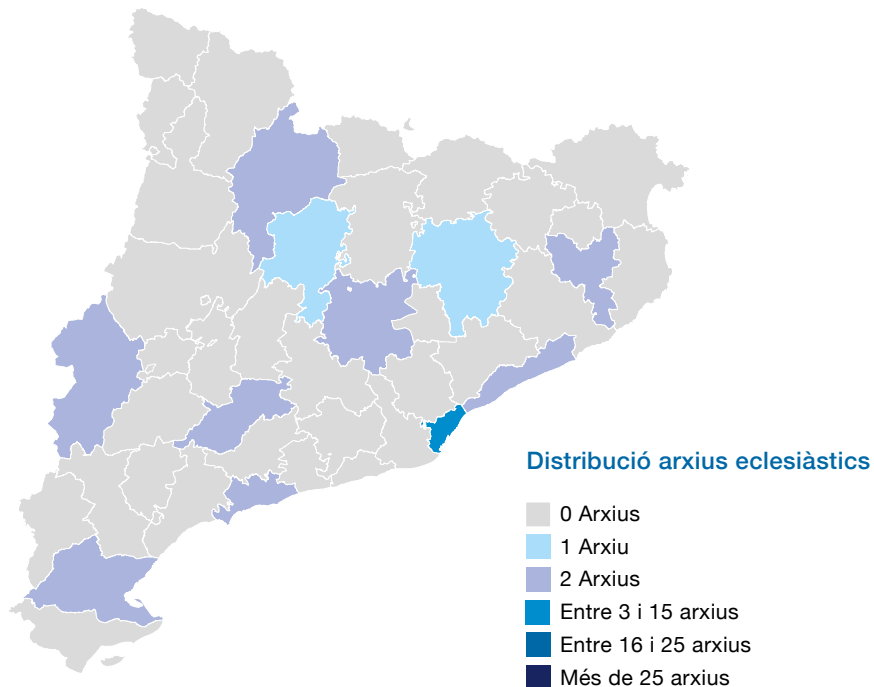 Distribució arxius eclesiàstics
0 Arxius
1 Arxiu
2 Arxius
Entre 3 i 15 arxius
Entre 16 i 25 arxius
Més de 25 arxius